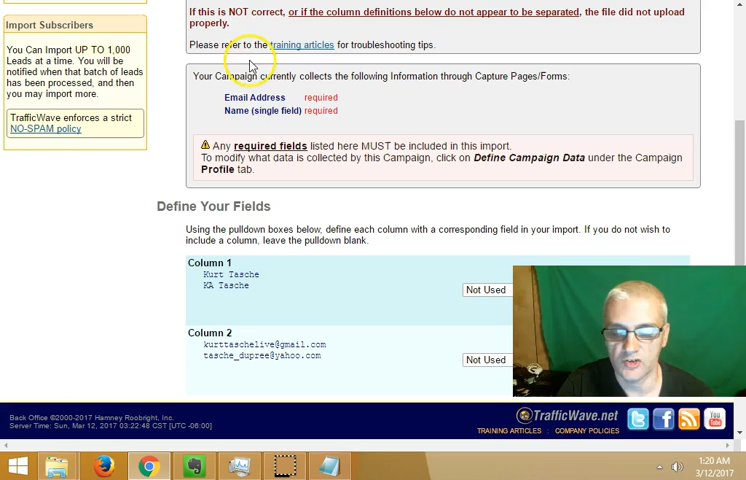 If this is NOT correct, or if the column definitions below do not appear to be separated, the file did not upload
properly.
Import Subscribers
Please refer to the training articles for troubleshooting tips.
You Can Import UP TO 1,000
Leads at a time. You will be
notified when that batch of leads
has been processed, and then
you may import more.
TrafficWave enforces a strict
NO-SPAM policy
Your Campaign currently collects the following Information through Capture Pages/Forms:
Email Address required
Name (single field) required
Any required fields listed here MUST be included in this import.
To modify what data is collected by this Campaign, click on Define Campaign Data under the Campaign
Profile tab.
Define Your Fields
Using the pulldown boxes below, define each column with a corresponding field in your import. If you do not wish to
include a column, leave the pulldown blank.
Column 1
Kurt Tasche
KA Tasche
Not Used
Column 2
kurttaschelive@gmail.com
tasche_dupree@yahoo.com
Not Used
Back Office ©2000-2017 Hamney Roobright, Inc.
Server Time: Sun, Mar 12, 2017 03:22:48 CST [UTC -06:00]
TrafficWave.net
TRAINING ARTICLES : COMPANY POLICIES
You Tube
1:20 AM
3/12/2017